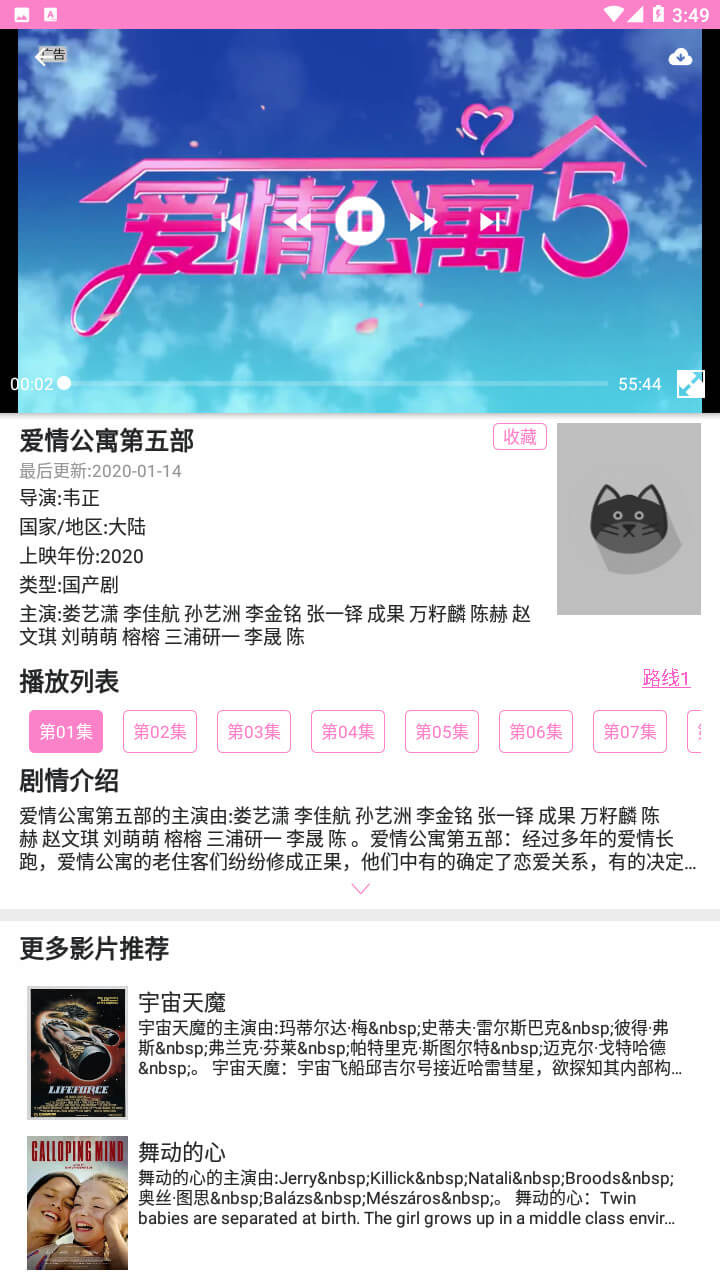 3:49
广告
爱情公寓5
00:02
55:44
爱情公寓第五部
收藏
最后更新:2020-01-14
导演:韦正
国家/地区:大陆
上映年份:2020
类型:国产剧
主演:娄艺潇 李佳航 孙艺洲 李金铭 张一铎 成果 万籽麟 陈赫 赵
文琪 刘萌萌 榕榕 三浦研一 李晟 陈
播放列表
路线1
第01集 第02集 第03集 第04集 第05集 第06集 第07集
剧情介绍
爱情公寓第五部的主演由:娄艺潇 李佳航 孙艺洲 李金铭 张一铎 成果 万籽麟 陈
赫 赵文琪 刘萌萌 榕榕 三浦研一 李晟 陈 。爱情公寓第五部：经过多年的爱情长
跑，爱情公寓的老住客们纷纷修成正果，他们中有的确定了恋爱关系，有的决定...
更多影片推荐
LIFEFORCE
宇宙天魔
宇宙天魔的主演由:玛蒂尔达·梅&nbsp;史蒂夫·雷尔斯巴克&nbsp;彼得·弗
斯&nbsp;弗兰克·芬莱&nbsp;帕特里克·斯图尔特&nbsp;迈克尔·戈特哈德
&nbsp;。 宇宙天魔：宇宙飞船邱吉尔号接近哈雷彗星，欲探知其内部构...
GALLOPING MIND
舞动的心
舞动的心的主演由:Jerry&nbsp;Killick&nbsp;Natali&nbsp;Broods&nbsp;
奥丝·图思&nbsp;Balázs&nbsp;Mészáros&nbsp;。 舞动的心：Twin
babies are separated at birth. The girl grows up in a middle class envir...